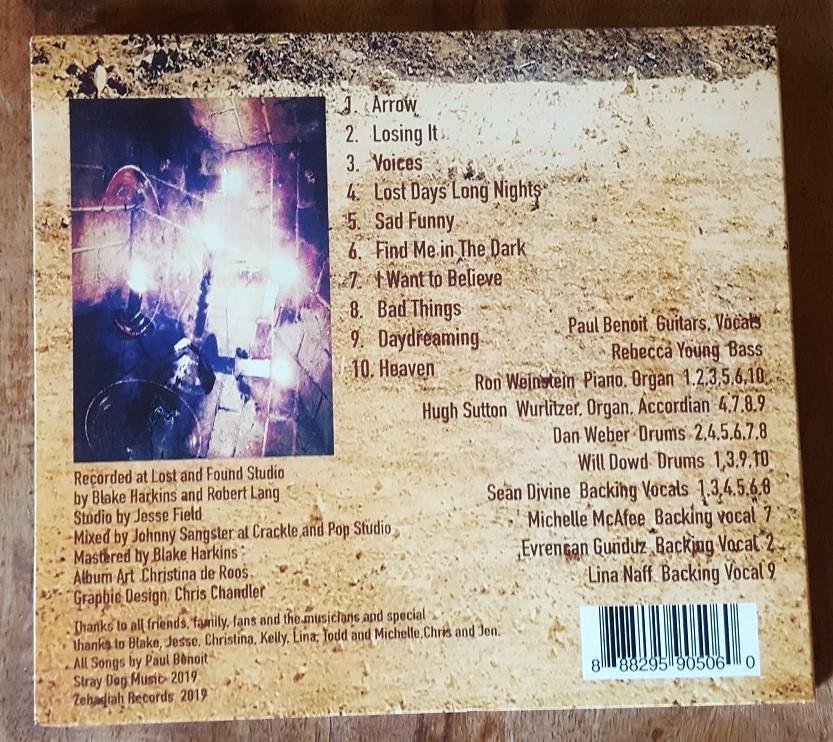 1. Arrow
2. Losing It
3. Voices
4. Lost Days Long Nights
5. Sad Funny
6. Find Me in The Dark
7. I Want to Believe
8. Bad Things
9. Daydreaming
10. Heaven
Paul Benoit Guitars, Vocals
Rebecca Young Bass
Ron Weinstein Piano, Organ 1,2,3,5,6,10
Hugh Sutton Wurlitzer, Organ, Accordian 4,7,8,9
Dan Weber Drums 2,4,5,6,7,8
Will Dowd Drums 1,3,9,10
Sean Divine Backing Vocals 1,3,4,5,6,8
Michelle McAfee Backing vocal 7
Evrencan Gunduz Backing Vocal 2
Lina Naff Backing Vocal 9
Recorded at Lost and Found Studio
by Blake Harkins and Robert Lang
Studio by Jesse Field
Mixed by Johnny Sangster at Crackle and Pop Studio
Mastered by Blake Harkins
Album Art Christina de Roos
Graphic Design Chris Chandler
Thanks to all friends, family, fans and the musicians and special
thanks to Blake, Jesse, Christina, Kelly, Lina, Todd and Michelle,Chris and Jen.
All Songs by Paul Benoit
Stray Dog Music 2019
Zebadiah Records 2019
8 88295 90506 0